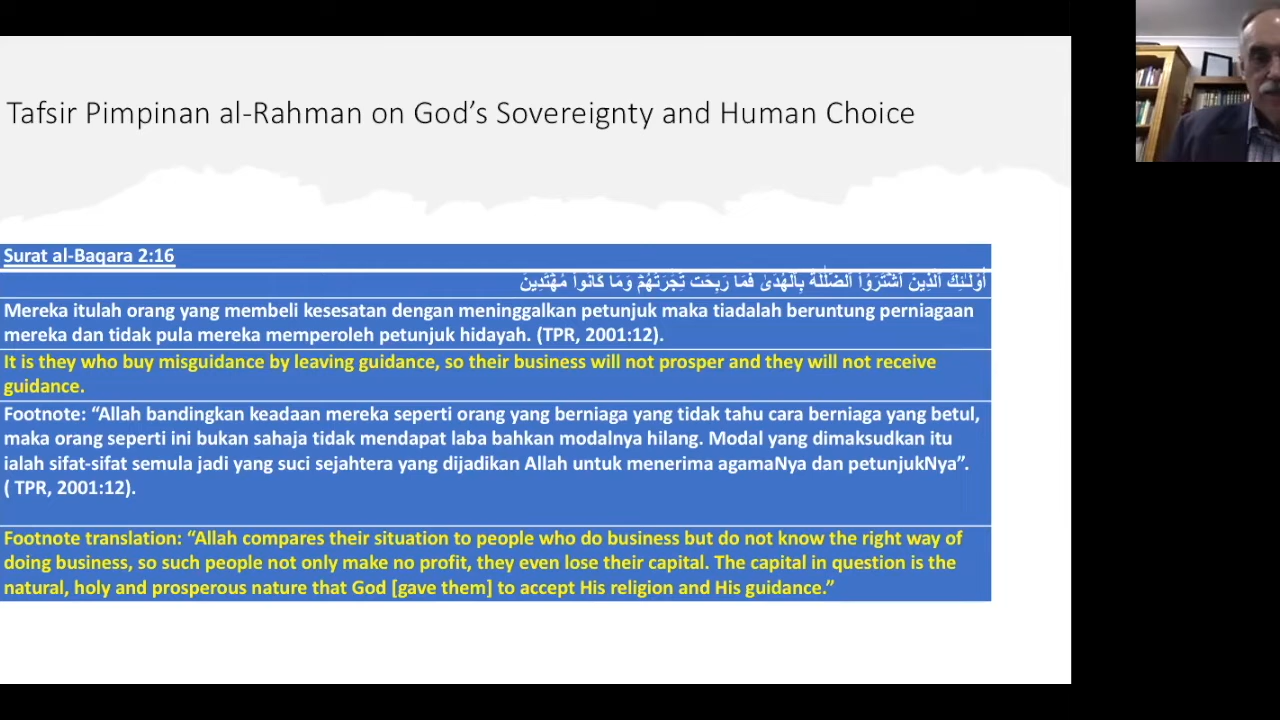 Tafsir Pimpinan al-Rahman on God’s Sovereignty and Human Choice
Surat al-Baqara 2:16
أُوْلَـٰئِكَ ٱلَّذِينَ ٱشْتَرَوُاْ ٱلضَّلَـٰلَةَ بِٱلْهُدَىٰ فَمَا رَبِحَت تِّجَـٰرَتُهُمْ وَمَا كَانُواْ مُهْتَدِينَ
Mereka itulah orang yang membeli kesesatan dengan meninggalkan petunjuk maka tiadalah beruntung perniagaan
mereka dan tidak pula mereka memperoleh petunjuk hidayah. (TPR, 2001:12).
It is they who buy misguidance by leaving guidance, so their business will not prosper and they will not receive
guidance.
Footnote: “Allah bandingkan keadaan mereka seperti orang yang berniaga yang tidak tahu cara berniaga yang betul,
maka orang seperti ini bukan sahaja tidak mendapat laba bahkan modalnya hilang. Modal yang dimaksudkan itu
ialah sifat-sifat semula jadi yang suci sejahtera yang dijadikan Allah untuk menerima agamaNya dan petunjukNya”.
( TPR, 2001:12).
Footnote translation: “Allah compares their situation to people who do business but do not know the right way of
doing business, so such people not only make no profit, they even lose their capital. The capital in question is the
natural, holy and prosperous nature that God [gave them] to accept His religion and His guidance.”